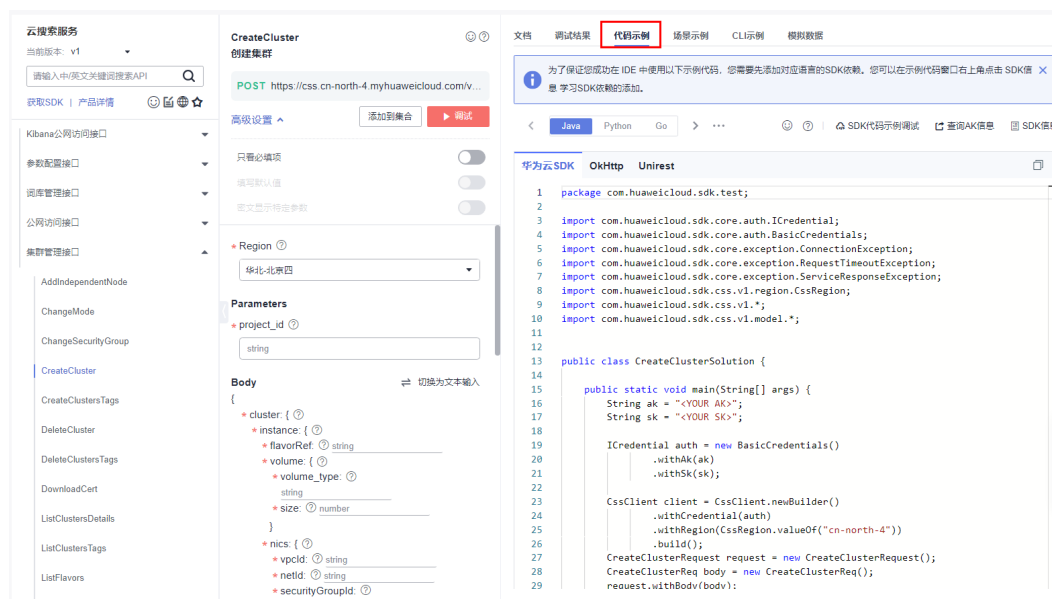 云搜索服务
当前版本: v1
请输入中/英文关键词搜索API
获取SDK | 产品详情
Kibana公网访问接口
参数配置接口
词库管理接口
公网访问接口
集群管理接口
AddIndependentNode
ChangeMode
ChangeSecurityGroup
CreateCluster
CreateClustersTags
DeleteCluster
DeleteClustersTags
DownloadCert
ListClustersDetails
ListClustersTags
ListFlavors
CreateCluster
创建集群
POST https://css.cn-north-4.myhuaweicloud.com/v...
高级设置
添加到集合
调试
只看必填项
填写默认值
密文显示特定参数
* Region
华北-北京四
Parameters
* project_id
string
Body
切换为文本输入
{
* cluster: {
* instance: {
* flavorRef: string
* volume: {
* volume_type:
string
* size: number
}
* nics: {
* vpcId: string
* netId: string
* securityGroupId:
文档 调试结果 代码示例 场景示例 CLI示例 模拟数据
为了保证您成功在 IDE 中使用以下示例代码，您需要先添加对应语言的SDK依赖。您可以在示例代码窗口右上角点击 SDK信
息 学习SDK依赖的添加。
Java Python Go ...
SDK代码示例调试 查询AK信息 SDK信息
华为云SDK OkHttp Unirest
1 package com.huaweicloud.sdk.test;
2
3 import com.huaweicloud.sdk.core.auth.ICredential;
4 import com.huaweicloud.sdk.core.auth.BasicCredentials;
5 import com.huaweicloud.sdk.core.exception.ConnectionException;
6 import com.huaweicloud.sdk.core.exception.RequestTimeoutException;
7 import com.huaweicloud.sdk.core.exception.ServiceResponseException;
8 import com.huaweicloud.sdk.css.v1.region.CssRegion;
9 import com.huaweicloud.sdk.css.v1.*;
10 import com.huaweicloud.sdk.css.v1.model.*;
11
12
13 public class CreateClusterSolution {
14
15 public static void main(String[] args) {
16 String ak = "<YOUR AK>";
17 String sk = "<YOUR SK>";
18
19 ICredential auth = new BasicCredentials()
20 .withAk(ak)
21 .withSk(sk);
22
23 CssClient client = CssClient.newBuilder()
24 .withCredential(auth)
25 .withRegion(CssRegion.valueOf("cn-north-4"))
26 .build();
27 CreateClusterRequest request = new CreateClusterRequest();
28 CreateClusterReq body = new CreateClusterReq();
29 request.withBody(body);